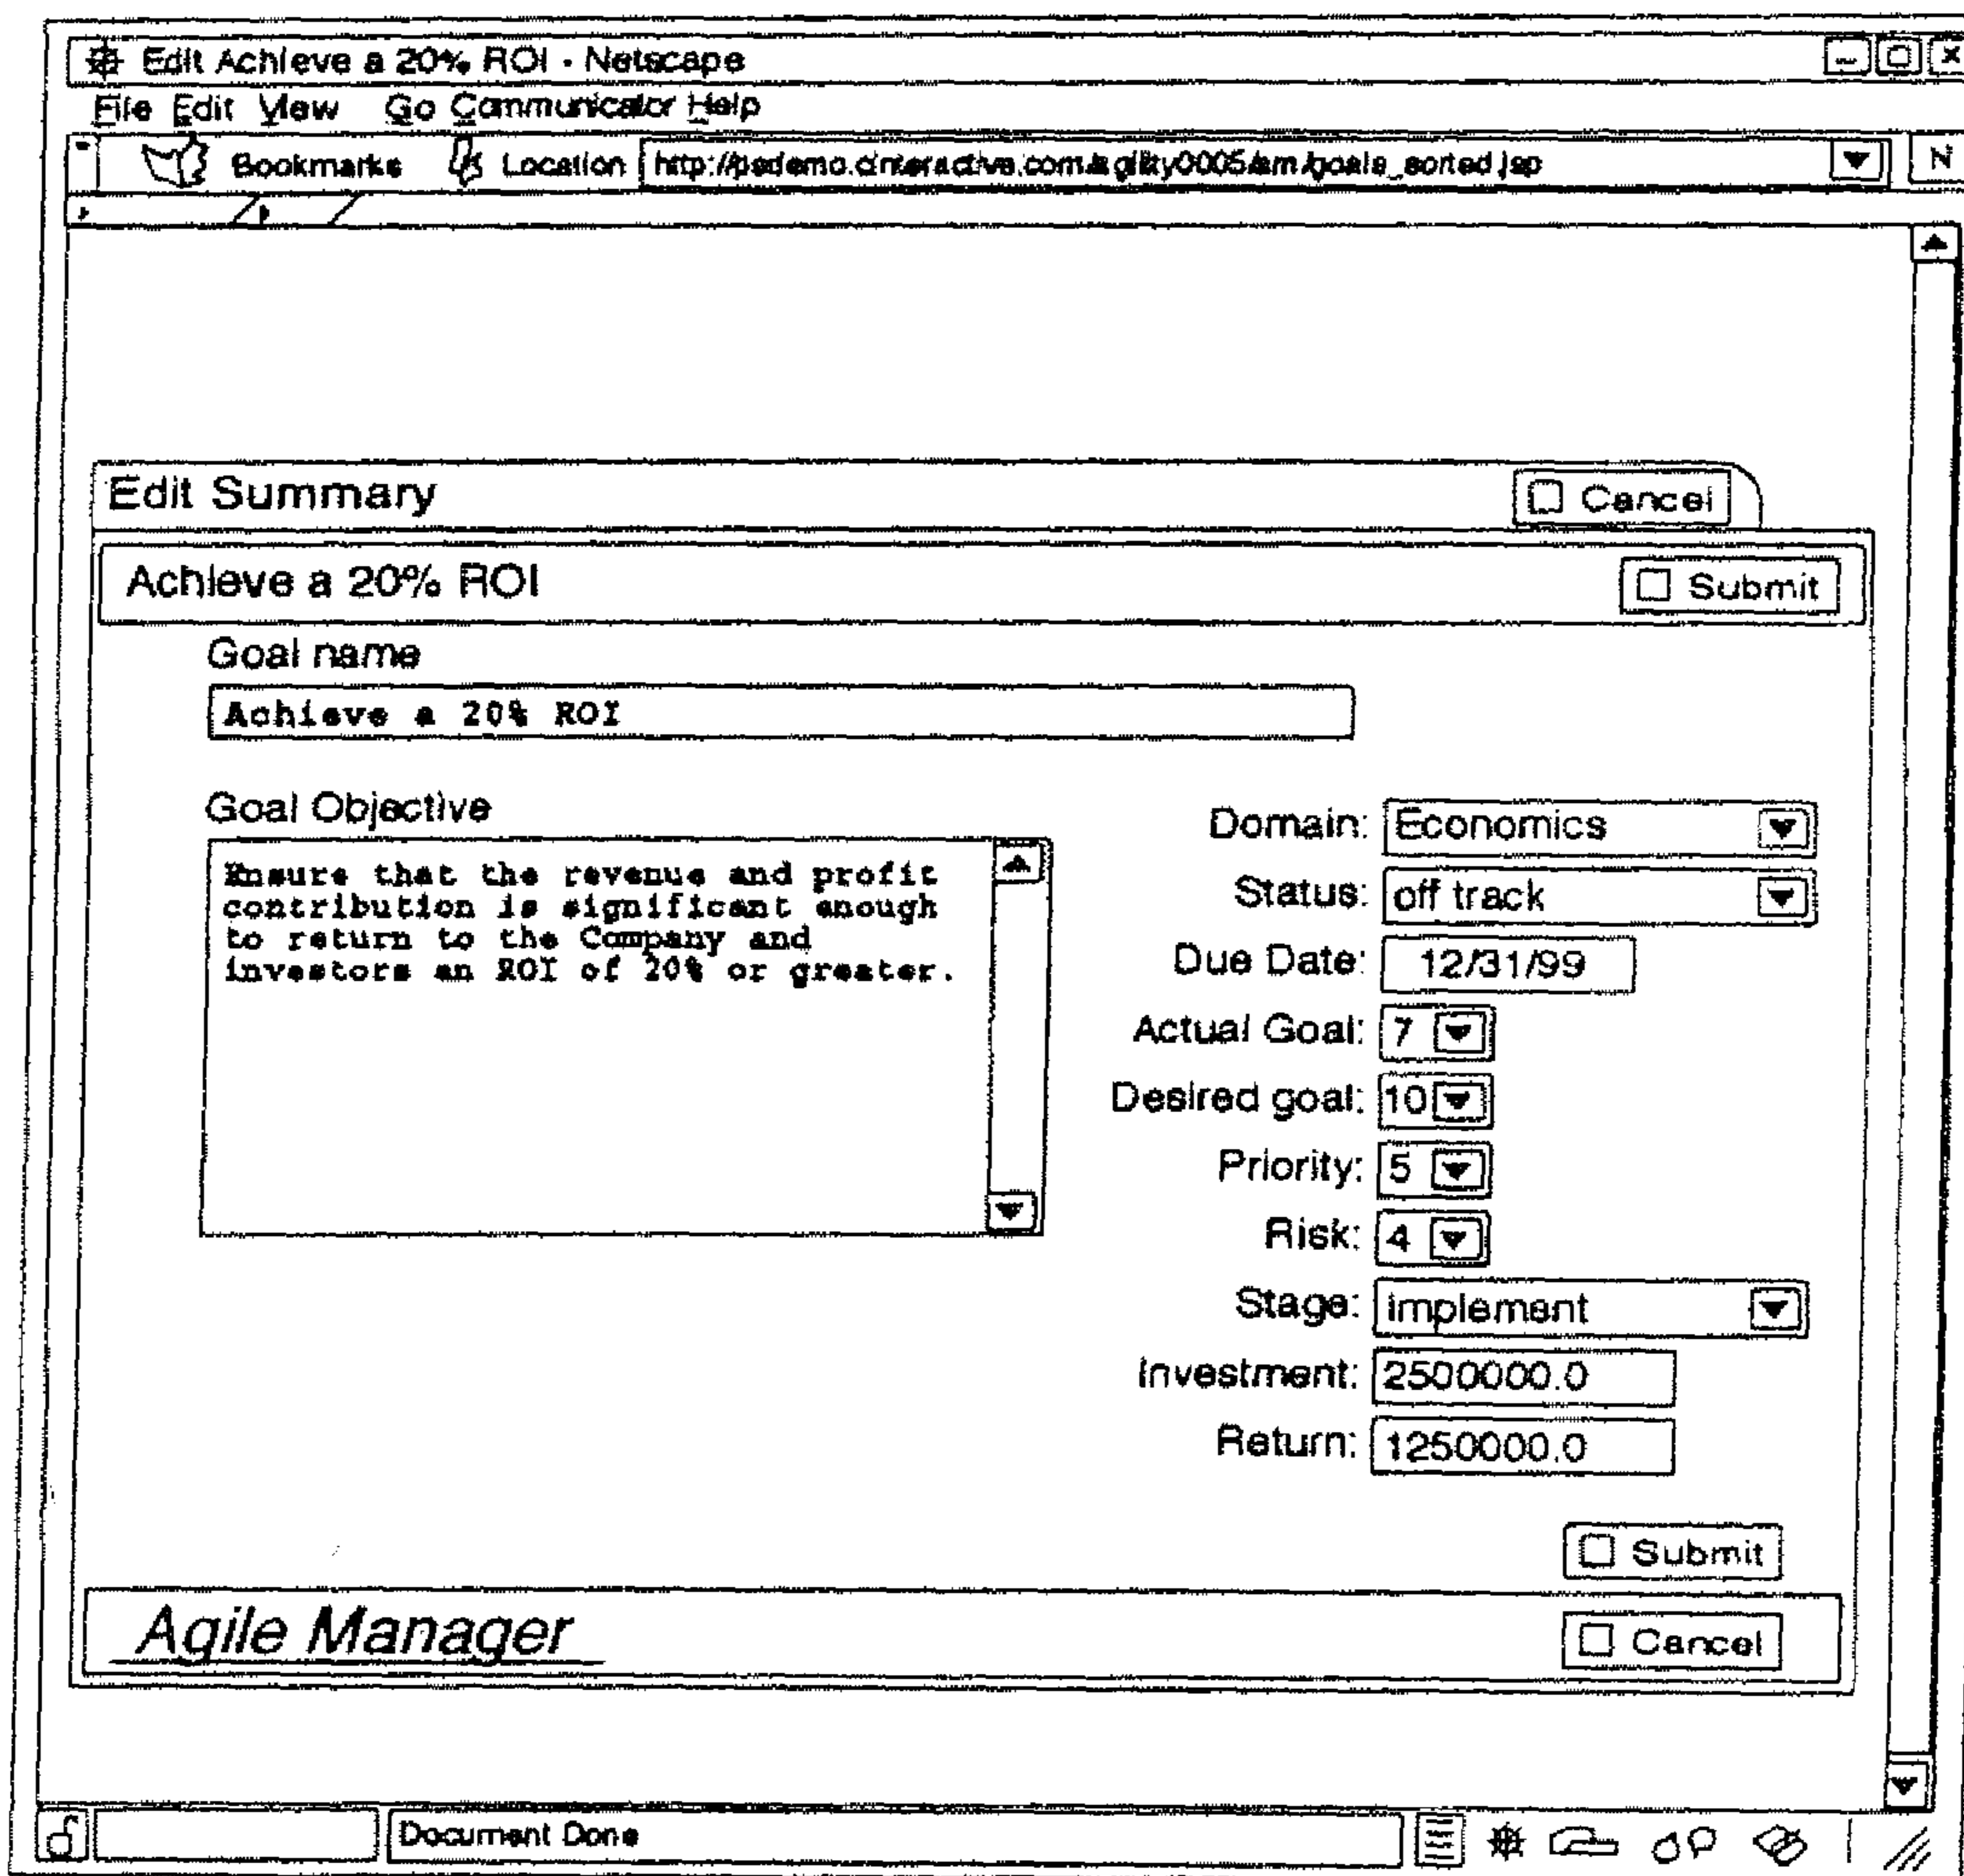 Edit Achieve a 20% ROI - Netscape
File Edit View Go Communicator Help
Bookmarks Location N
Edit Summary Cancel
Achieve a 20% ROI Submit
Goal name
Achieve a 20% ROI
Goal Objective
Ensure that the revenue and profit
contribution is significant enough
to return to the Company and
investors an ROI of 20% or greater.
Domain: Economics
Status: off track
Due Date: 12/31/99
Actual Goal: 7
Desired goal: 10
Priority: 5
Risk: 4
Stage: implement
Investment: 2500000.0
Return: 1250000.0
Submit
Agile Manager Cancel
Document Done